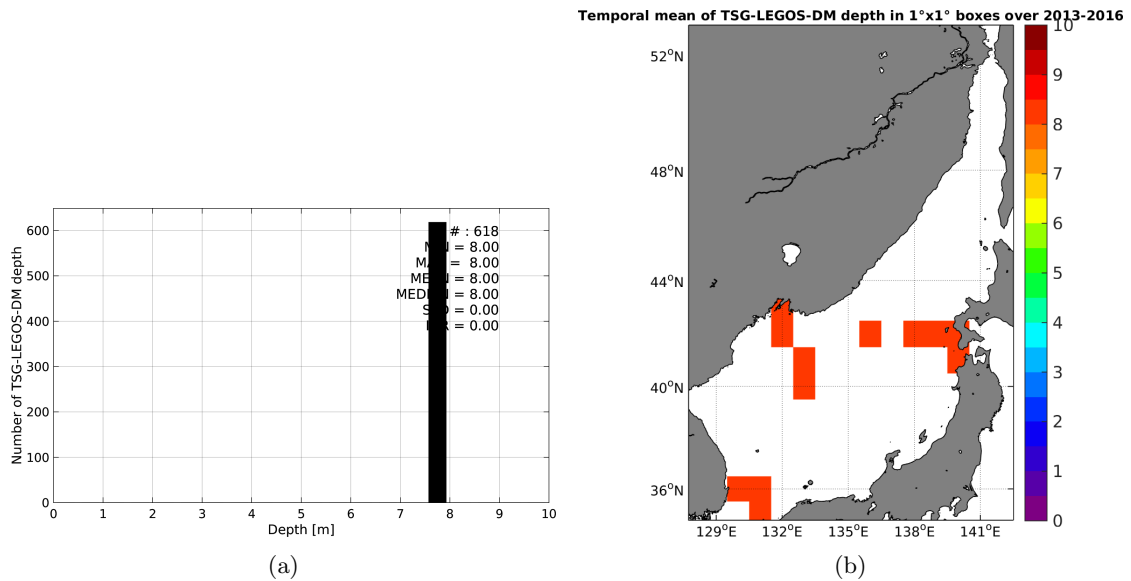 Number of TSG-LEGOS-DM depth
600
500
400
300
200
100
0
# : 618
= 8.00
= 8.00
= 8.00
= 8.00
= 0.00
= 0.00
0 1 2 3 4 5 6 7 8 9 10
Depth [m]
(a)
Temporal mean of TSG-LEGOS-DM depth in 1°x1° boxes over 2013-2016
52°N
48°N
44°N
40°N
36°N
129°E 132°E 135°E 138°E 141°E
10
9
8
7
6
5
4
3
2
1
0
(b)